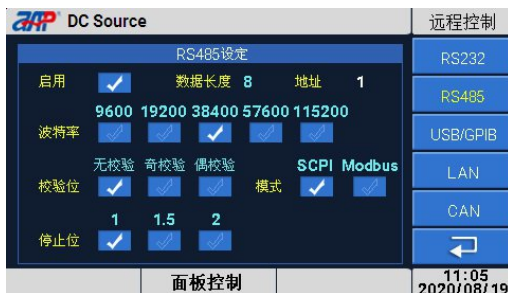 AAP DC Source
远程控制
RS485设定
RS232
启用 数据长度 8 地址 1
RS485
9600 19200 38400 57600 115200
波特率
USB/GPIB
无校验 奇校验 偶校验 SCPI Modbus
校验位 模式
LAN
1 1.5 2
CAN
停止位
面板控制
11:05
2020/08/19